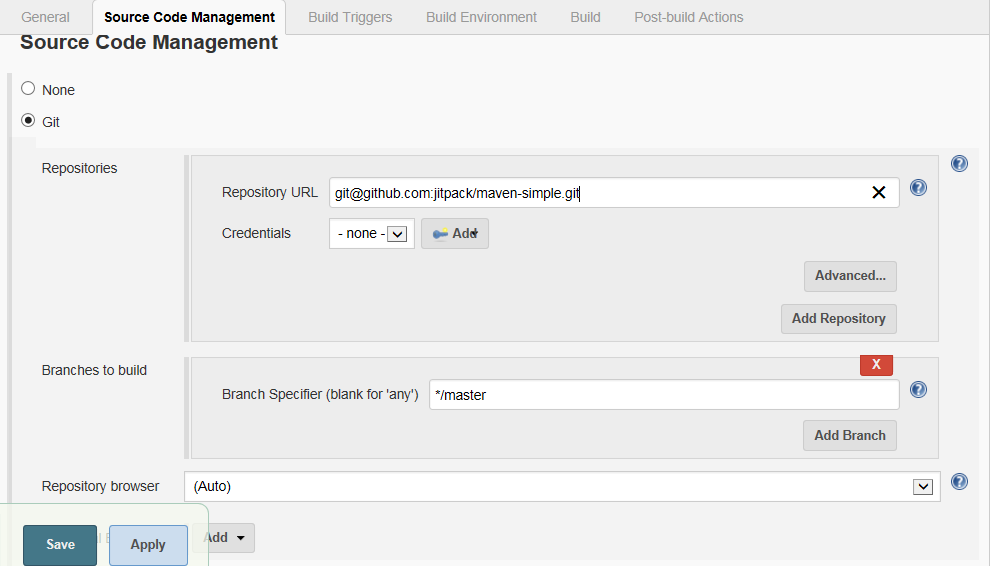 General Source Code Management Build Triggers Build Environment Build Post-build Actions
Source Code Management
None
Git
Repositories
Repository URL git@github.com:jitpack/maven-simple.git
Credentials - none - Add
Advanced...
Add Repository
Branches to build
X
Branch Specifier (blank for 'any') */master
Add Branch
Repository browser (Auto)
Save Apply Add